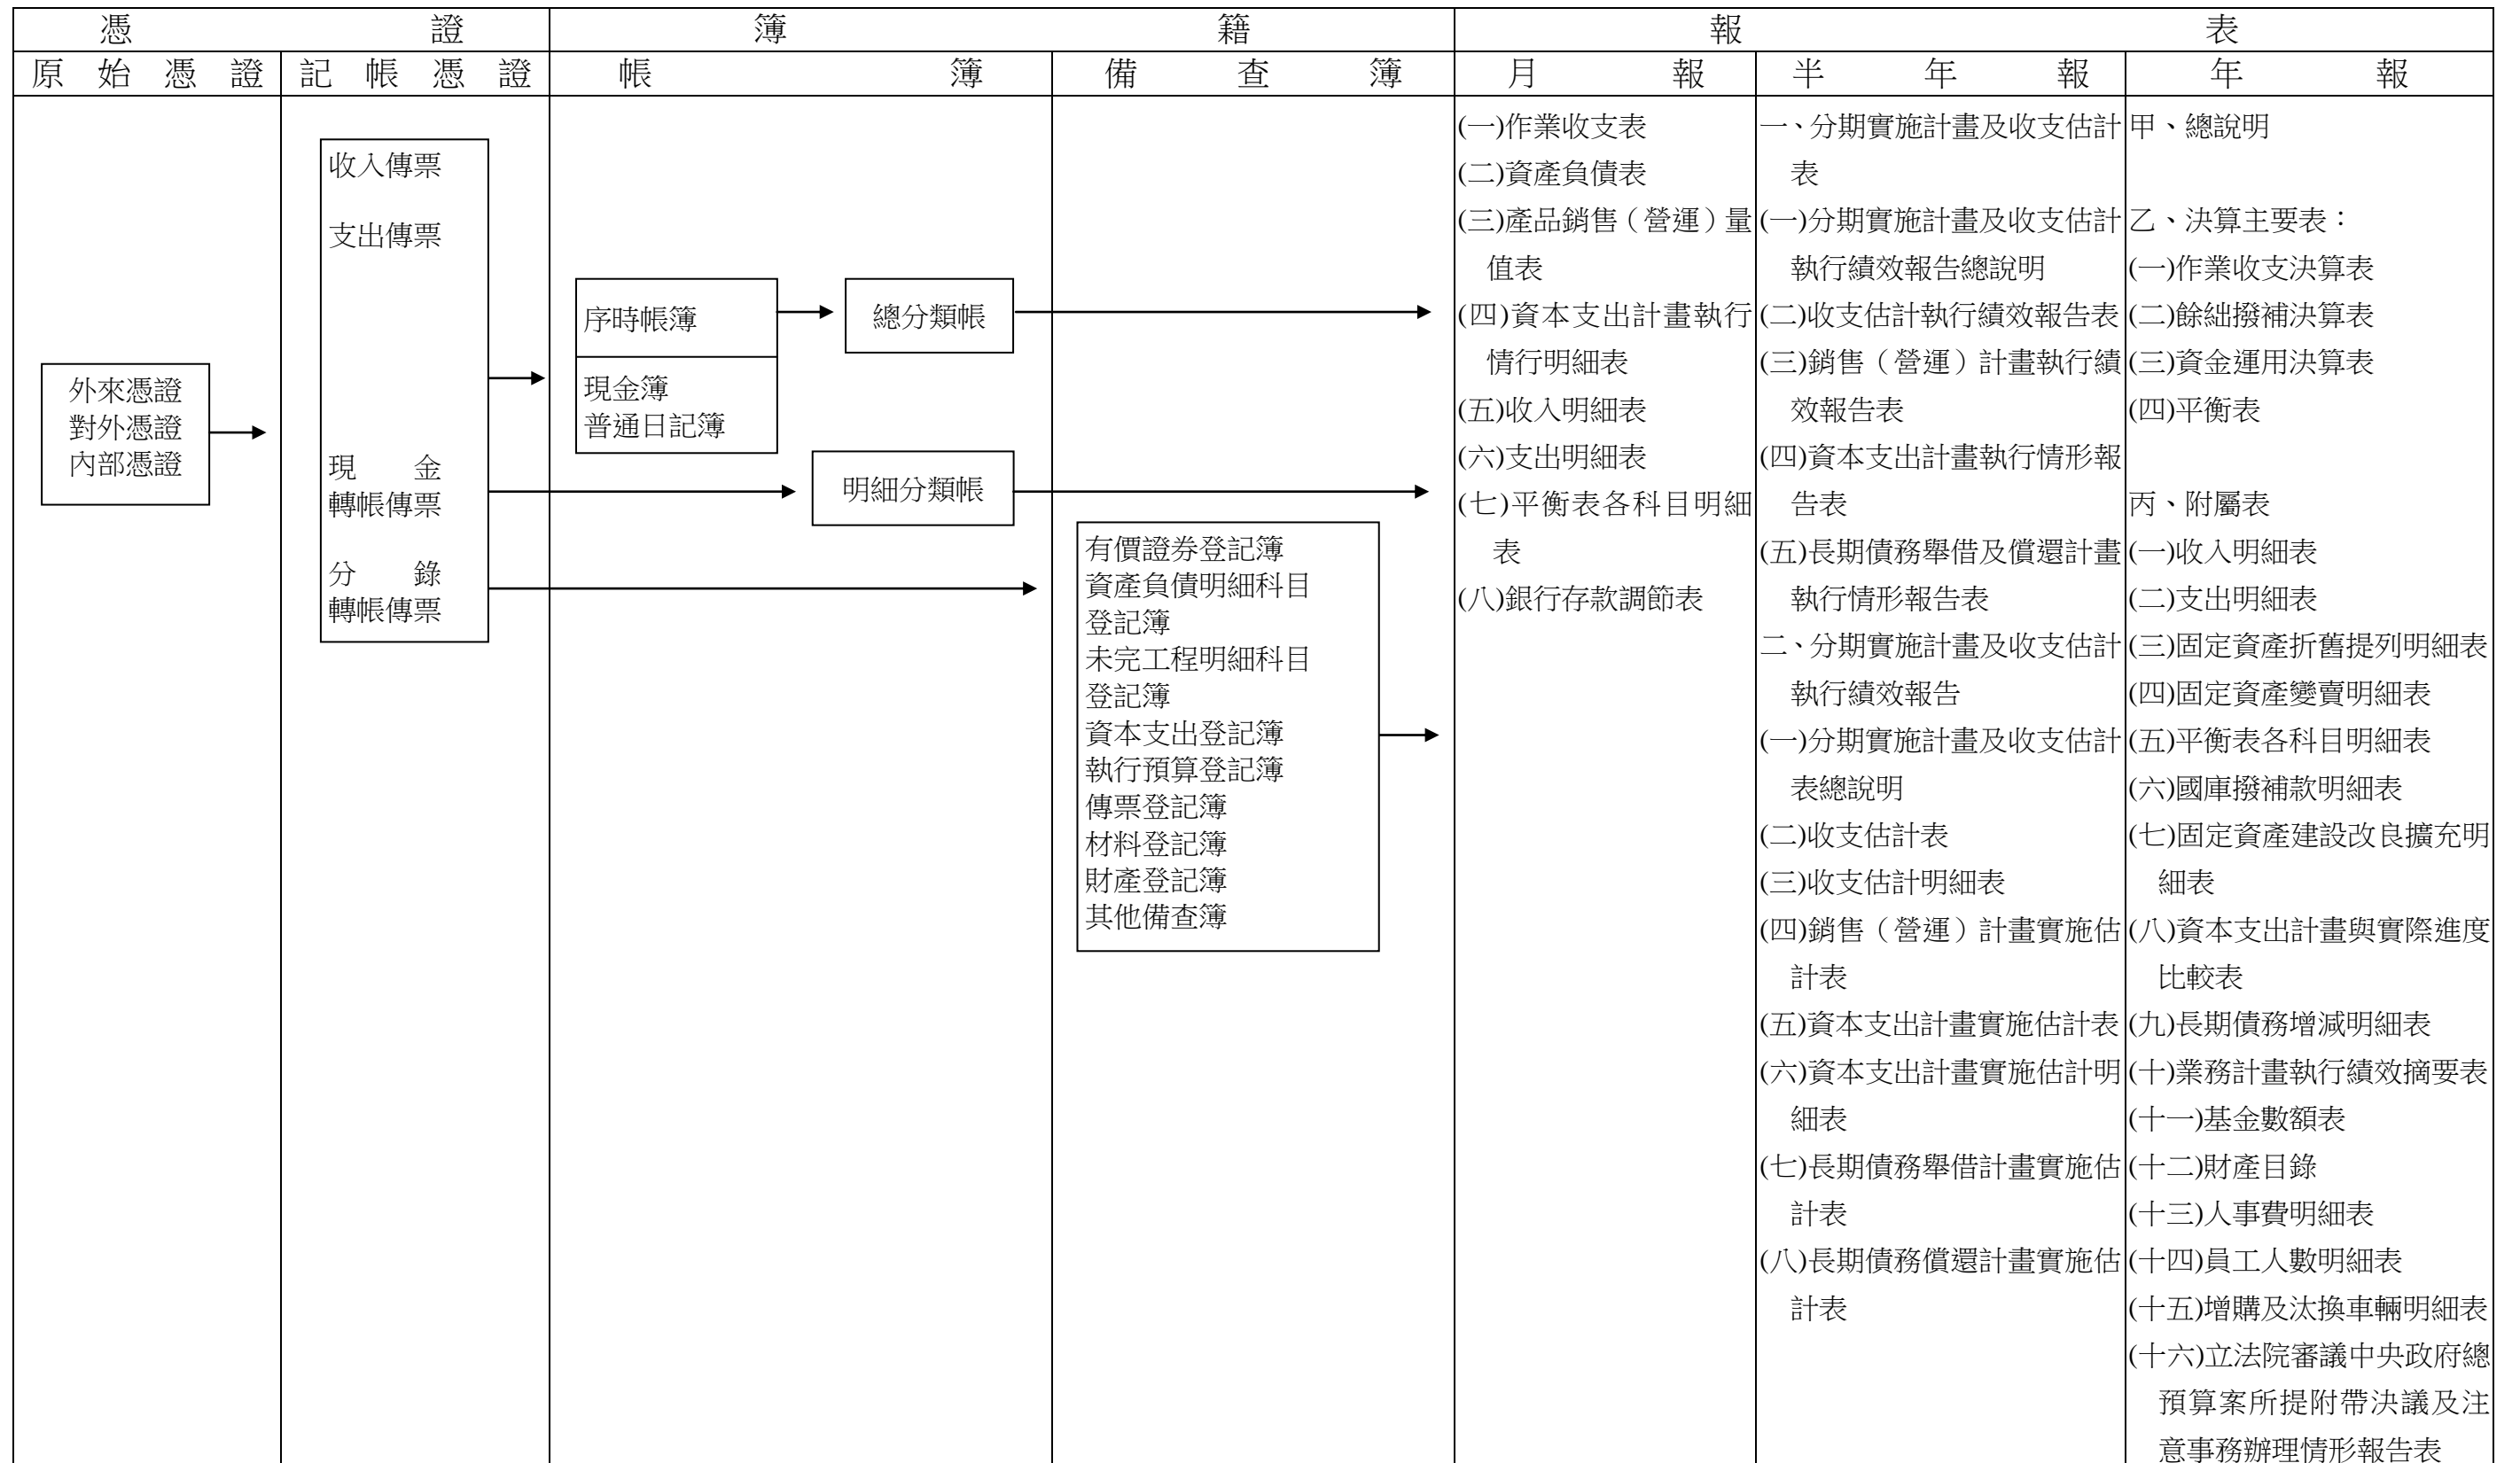 憑證
簿籍
報表
原始憑證
記帳憑證
帳簿
備查簿
月報
半年報
年報
外來憑證
對外憑證
內部憑證
收入傳票
支出傳票
現金
轉帳傳票
分錄
轉帳傳票
序時帳簿
現金簿
普通日記簿
總分類帳
明細分類帳
有價證券登記簿
資產負債明細科目
登記簿
未完工程明細科目
登記簿
資本支出登記簿
執行預算登記簿
傳票登記簿
材料登記簿
財產登記簿
其他備查簿
(一)作業收支表
(二)資產負債表
(三)產品銷售（營運）量
值表
(四)資本支出計畫執行
情行明細表
(五)收入明細表
(六)支出明細表
(七)平衡表各科目明細
表
(八)銀行存款調節表
一、分期實施計畫及收支估計
表
(一)分期實施計畫及收支估計
執行績效報告總說明
(二)收支估計執行績效報告表
(三)銷售（營運）計畫執行績
效報告表
(四)資本支出計畫執行情形報
告表
(五)長期債務舉借及償還計畫
執行情形報告表
二、分期實施計畫及收支估計
執行績效報告
(一)分期實施計畫及收支估計
表總說明
(二)收支估計表
(三)收支估計明細表
(四)銷售（營運）計畫實施估
計表
(五)資本支出計畫實施估計表
(六)資本支出計畫實施估計明
細表
(七)長期債務舉借計畫實施估
計表
(八)長期債務償還計畫實施估
計表
甲、總說明
乙、決算主要表：
(一)作業收支決算表
(二)餘絀撥補決算表
(三)資金運用決算表
(四)平衡表
丙、附屬表
(一)收入明細表
(二)支出明細表
(三)固定資產折舊提列明細表
(四)固定資產變賣明細表
(五)平衡表各科目明細表
(六)國庫撥補款明細表
(七)固定資產建設改良擴充明
細表
(八)資本支出計畫與實際進度
比較表
(九)長期債務增減明細表
(十)業務計畫執行績效摘要表
(十一)基金數額表
(十二)財產目錄
(十三)人事費明細表
(十四)員工人數明細表
(十五)增購及汰換車輛明細表
(十六)立法院審議中央政府總
預算案所提附帶決議及注
意事務辦理情形報告表